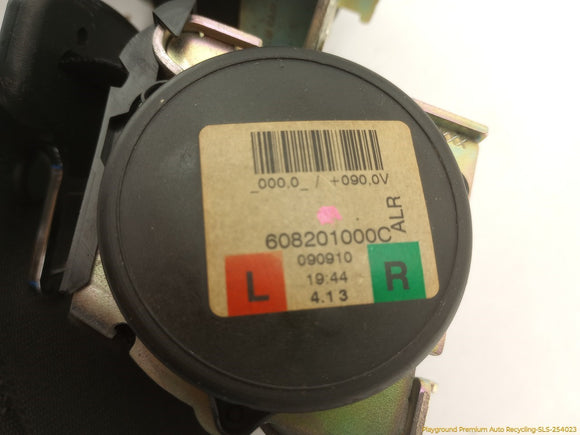 _000.0_ / +090,0V
608201000C
ALR
090910
19:44
4.13
L
R
Playground Premium Auto Recycling-SLS-254023